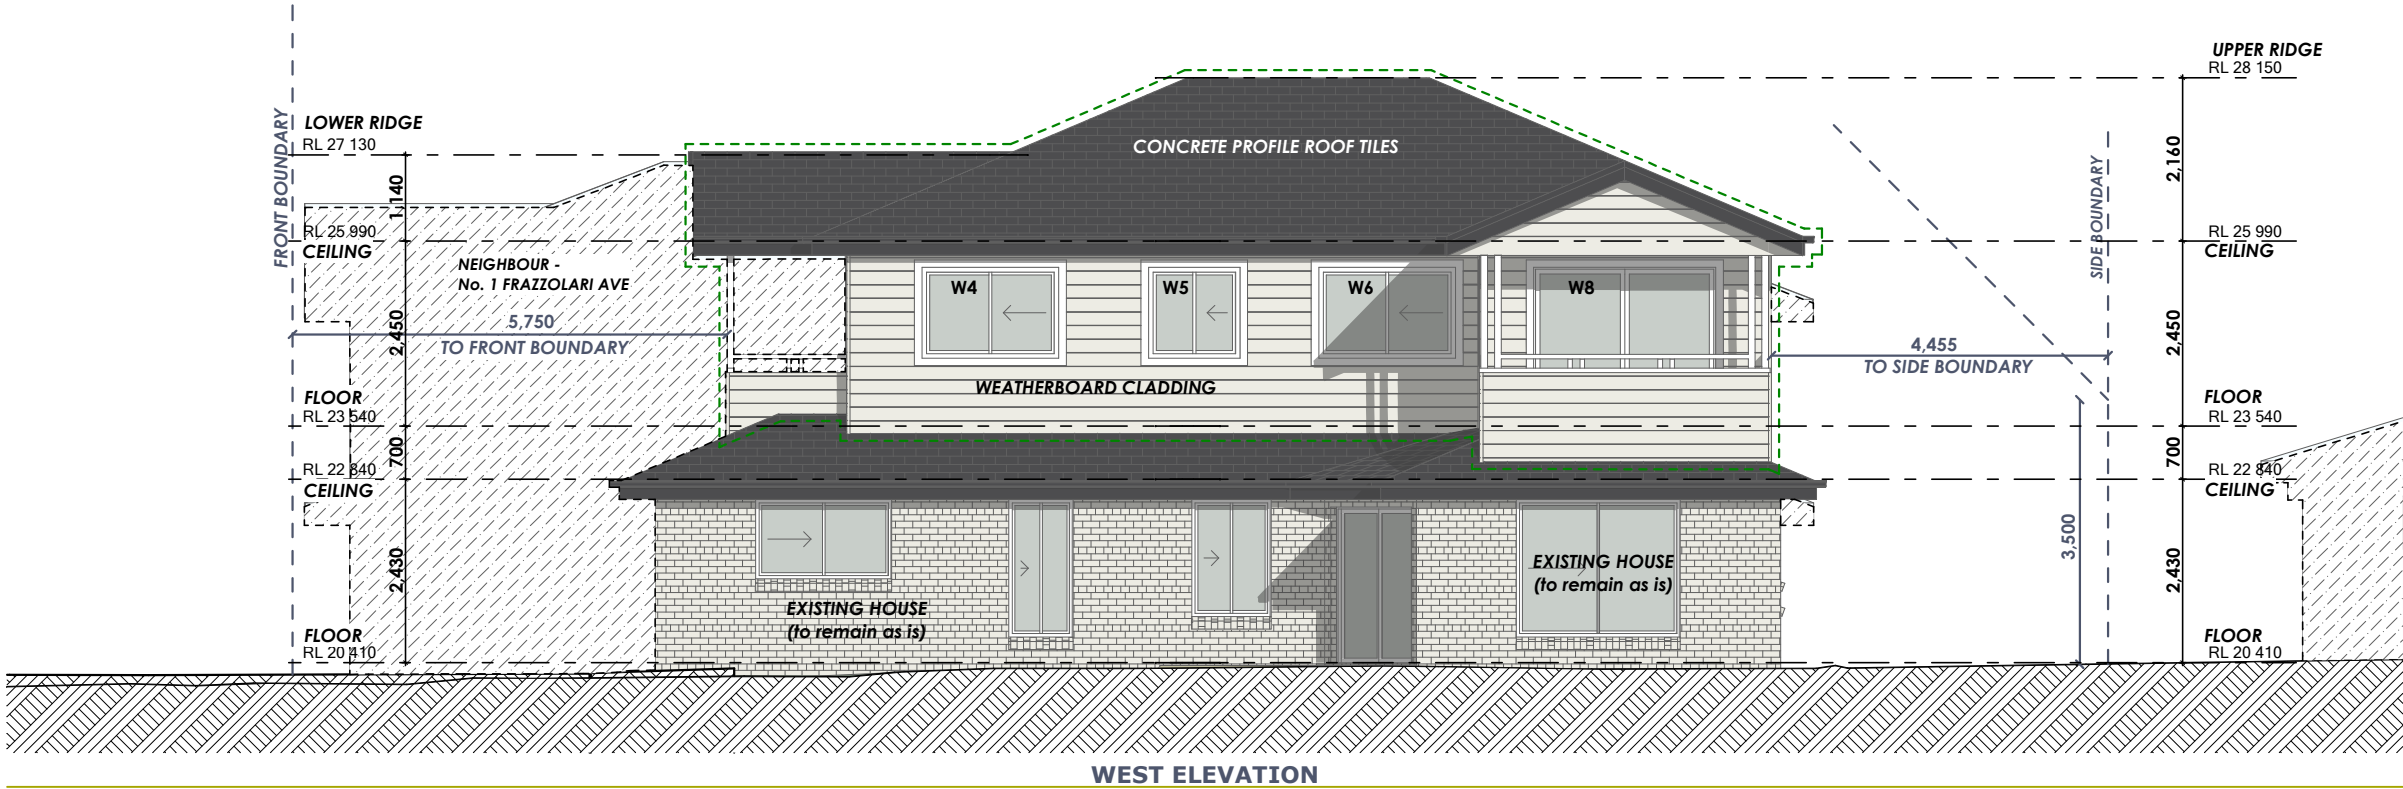 UPPER RIDGE
RL 28 150
FRONT BOUNDARY
LOWER RIDGE
RL 27 130
1,140
RL 25 990
CEILING
NEIGHBOUR -
No. 1 FRAZZOLARI AVE
2,450
5,750
TO FRONT BOUNDARY
FLOOR
RL 23 540
700
RL 22 840
CEILING
2,430
FLOOR
RL 20 410
CONCRETE PROFILE ROOF TILES
W4
W5
W6
W8
WEATHERBOARD CLADDING
EXISTING HOUSE
(to remain as is)
EXISTING HOUSE
(to remain as is)
4,455
TO SIDE BOUNDARY
SIDE BOUNDARY
3,500
2,160
RL 25 990
CEILING
2,450
FLOOR
RL 23 540
700
RL 22 840
CEILING
2,430
FLOOR
RL 20 410
WEST ELEVATION